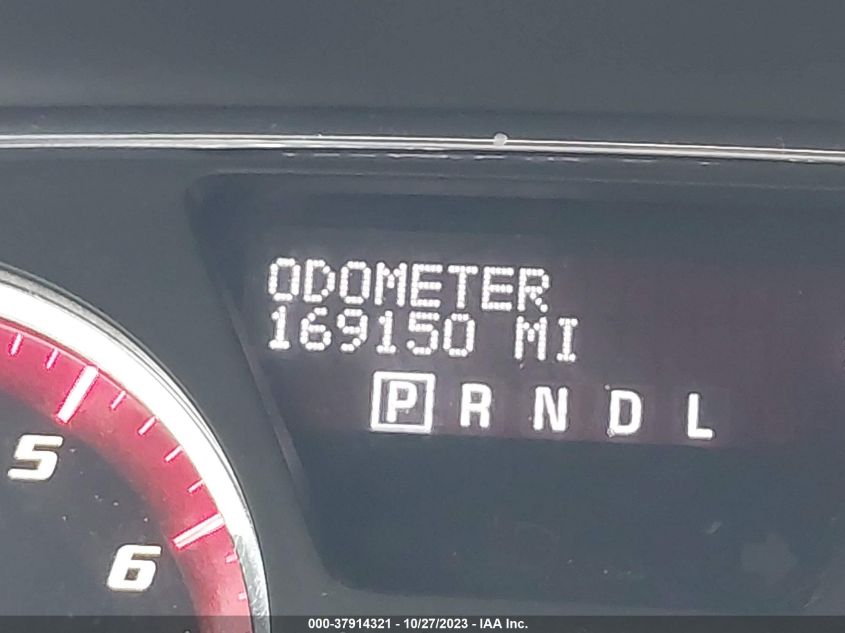 ODOMETER
169150 MI
P R N D L
5
6
000-37914321 - 10/27/2023 - IAA Inc.